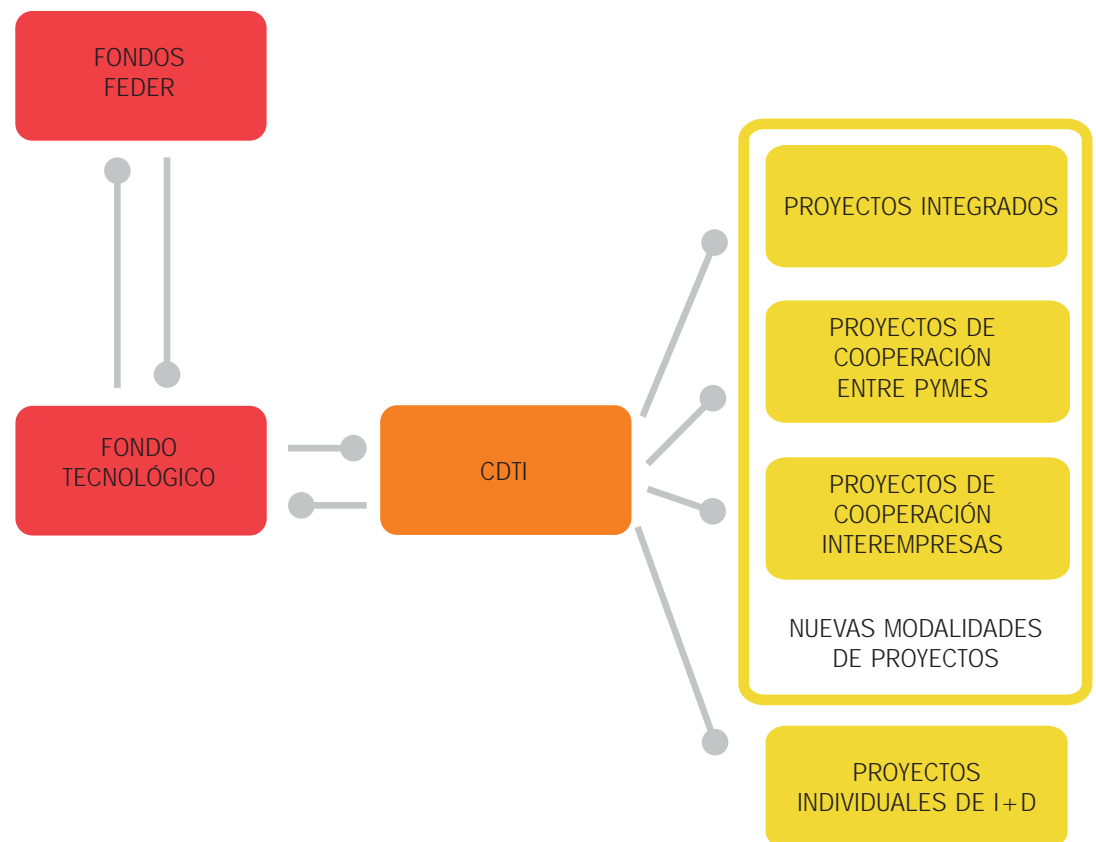 FONDOS
FEDER
FONDO
TECNOLÓGICO
CDTI
PROYECTOS INTEGRADOS
PROYECTOS DE
COOPERACIÓN
ENTRE PYMES
PROYECTOS DE
COOPERACIÓN
INTEREMPRESAS
NUEVAS MODALIDADES
DE PROYECTOS
PROYECTOS
INDIVIDUALES DE I+D